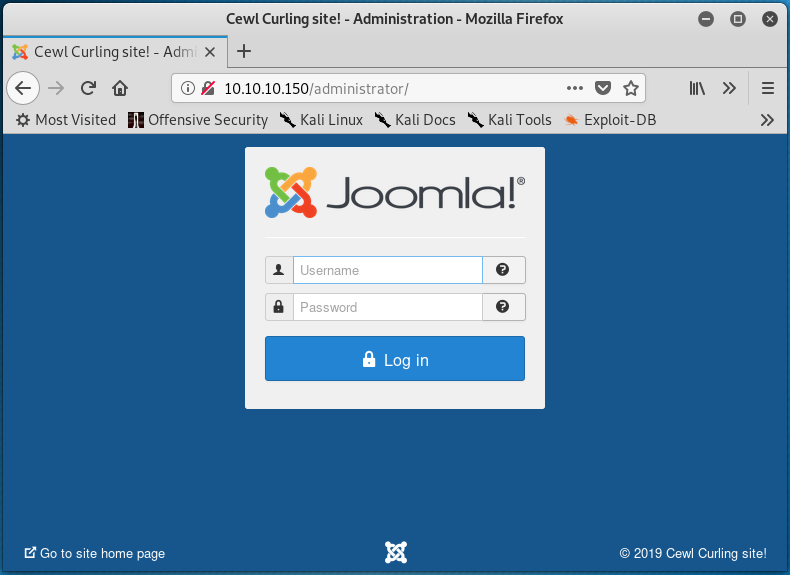 Cewl Curling site! - Administration - Mozilla Firefox
Cewl Curling site! - Admi
10.10.10.150/administrator/
Most Visited Offensive Security Kali Linux Kali Docs Kali Tools Exploit-DB
Joomla!®
Username
Password
Log in
Go to site home page © 2019 Cewl Curling site!